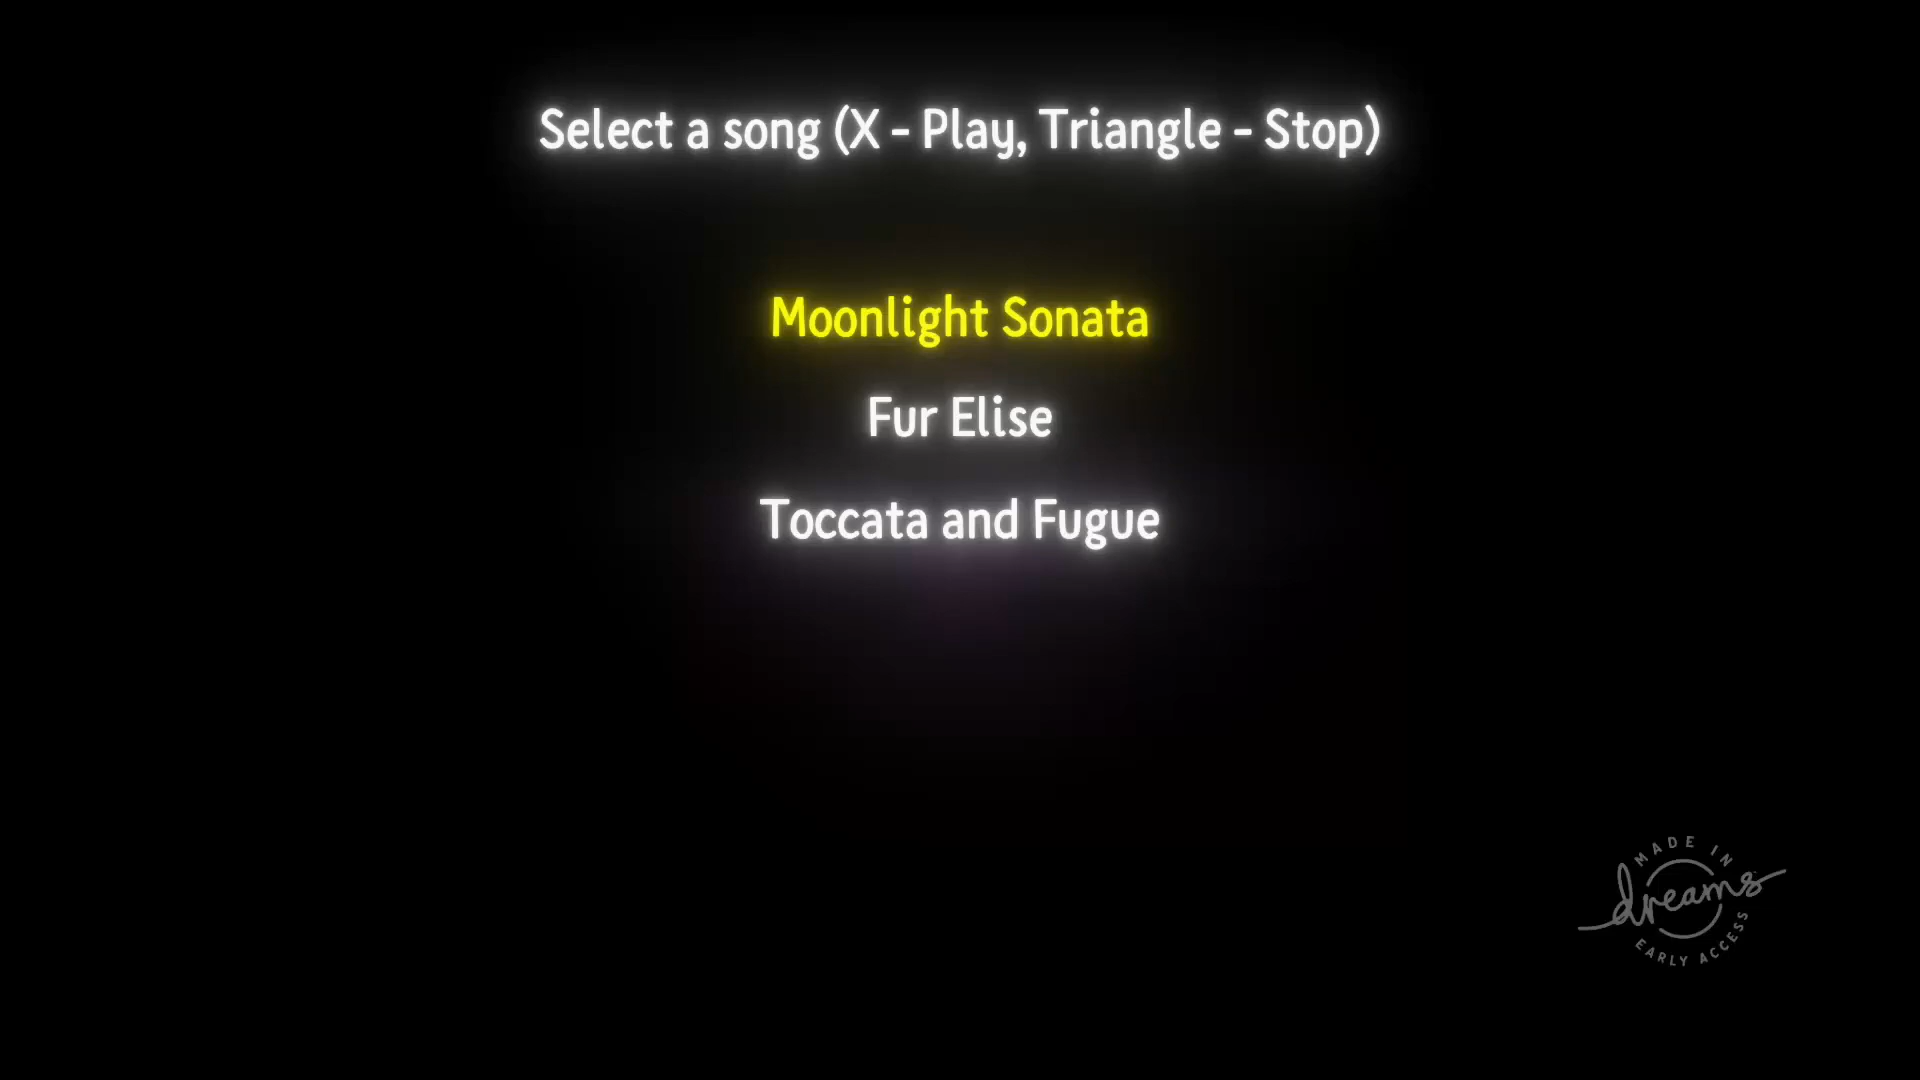 Select a song (X - Play, Triangle - Stop)
Moonlight Sonata
Fur Elise
Toccata and Fugue
MADE IN
dreams
EARLY ACCESS